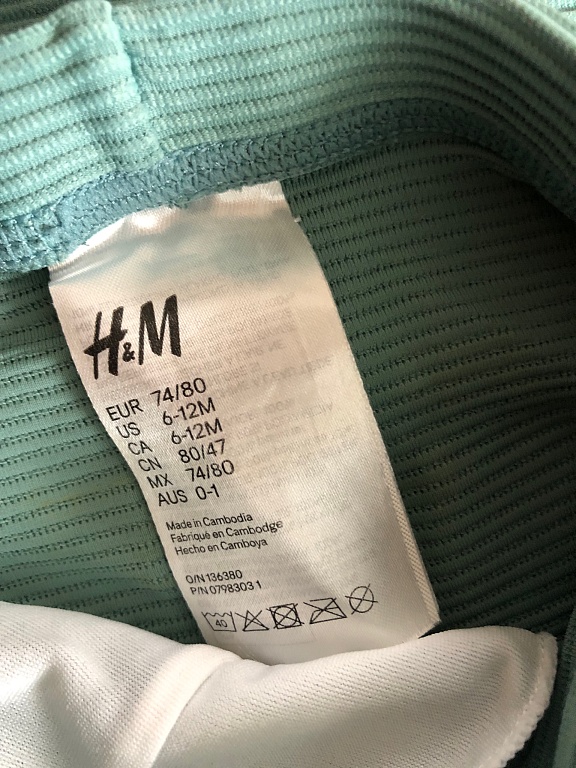 H&M
EUR 74/80
US 6-12M
CA 6-12M
CN 80/47
MX 74/80
AUS 0-1
Made in Cambodia
Fabriqué en Cambodge
Hecho en Camboya
O/N 136380
P/N 0798303 1
40